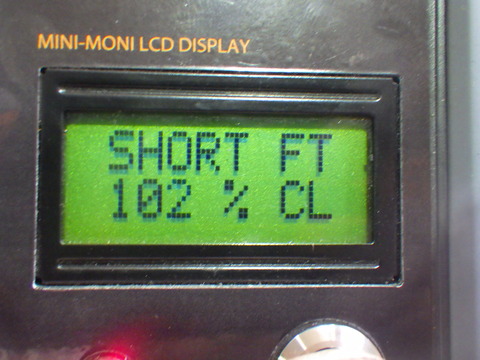 MINI-MONI LCD DISPLAY
SHORT FT
102 % CL